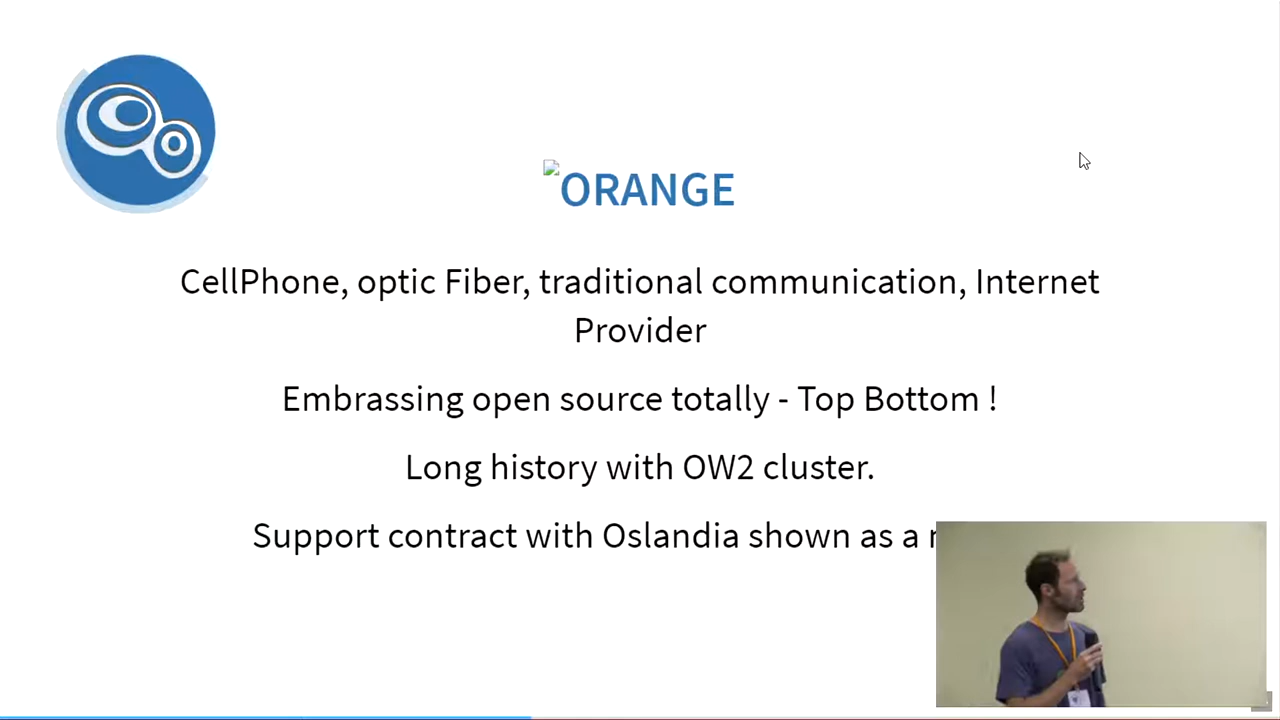 ORANGE
CellPhone, optic Fiber, traditional communication, Internet
Provider
Embrassing open source totally - Top Bottom !
Long history with OW2 cluster.
Support contract with Oslandia shown as a